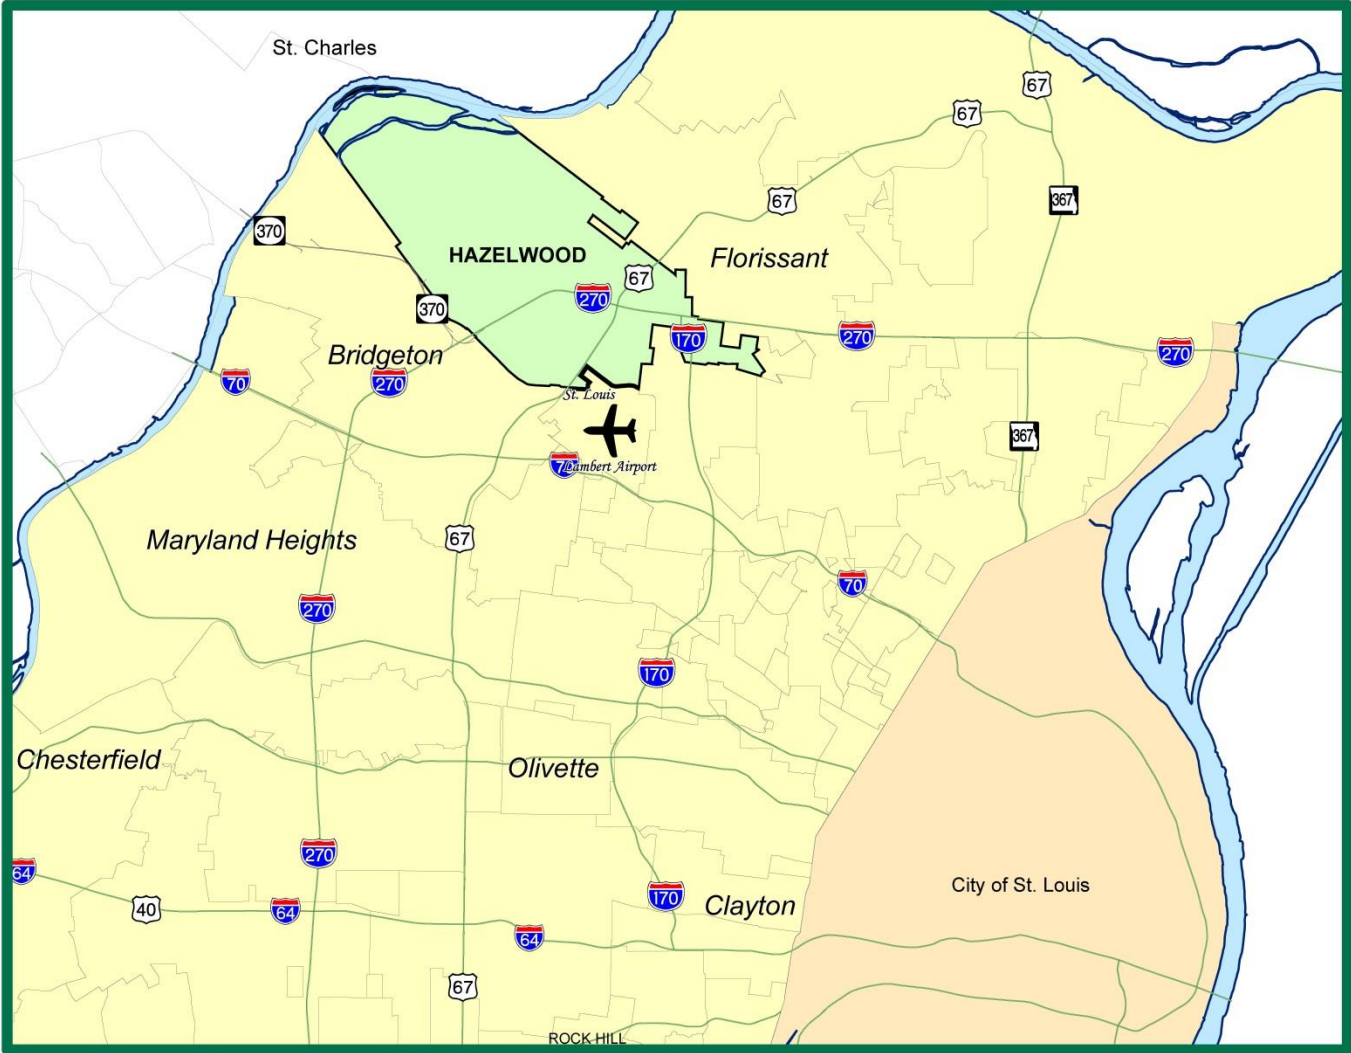 St. Charles
67
67
67
367
370
HAZELWOOD
Florissant
67
270
370
170
270
270
Bridgeton
70
270
St. Louis
367
Lambert Airport
67
Maryland Heights
70
270
170
Chesterfield
Olivette
270
64
170
City of St. Louis
40
64
Clayton
64
67
ROCK HILL